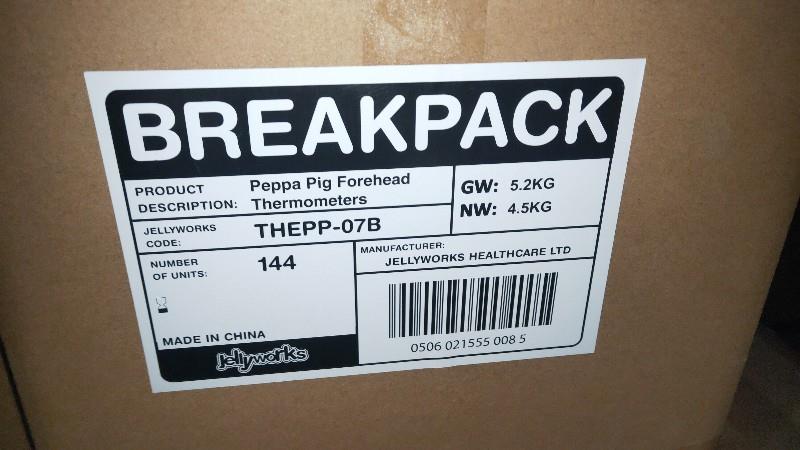 BREAKPACK
PRODUCT DESCRIPTION: Peppa Pig Forehead Thermometers
GW: 5.2KG
NW: 4.5KG
JELLYWORKS CODE: THEPP-07B
NUMBER OF UNITS: 144
MANUFACTURER:
JELLYWORKS HEALTHCARE LTD
MADE IN CHINA
Jellyworks
0506 021555 008 5